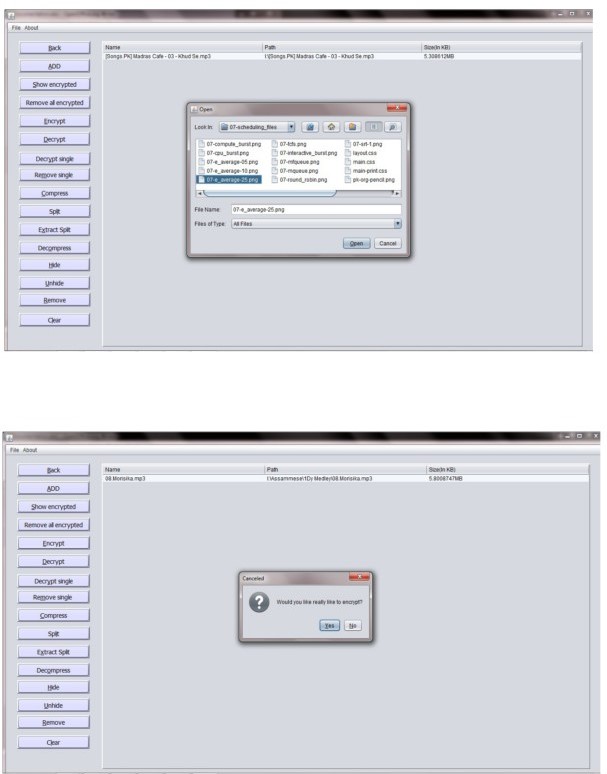 File About
Back
ADD
Show encrypted
Remove all encrypted
Encrypt
Decrypt
Decrypt single
Remove single
Compress
Split
Extract Split
Decompress
Hide
Unhide
Remove
Clear
Name Path Size(In KB)
[Songs.PK] Madras Cafe - 03 - Khud Se.mp3 I:\[Songs.PK] Madras Cafe - 03 - Khud Se.mp3 5.308612MB
Open
Look In: 07-scheduling_files
07-compute_burst.png 07-fcfs.png 07-srt-1.png
07-cpu_burst.png 07-interactive_burst.png layout.css
07-e_average-05.png 07-mfqueue.png main.css
07-e_average-10.png 07-mqueue.png main-print.css
07-e_average-25.png 07-round_robin.png pli-org-pencil.png
File Name: 07-e_average-25.png
Files of Type: All Files
Open Cancel
File About
Back
ADD
Show encrypted
Remove all encrypted
Encrypt
Decrypt
Decrypt single
Remove single
Compress
Split
Extract Split
Decompress
Hide
Unhide
Remove
Clear
Name Path Size(In KB)
08.Morisika.mp3 I:\Assammese\1Dy Medley\08.Morisika.mp3 5.8008747MB
Canceled
Would you like really like to encrypt?
Yes No